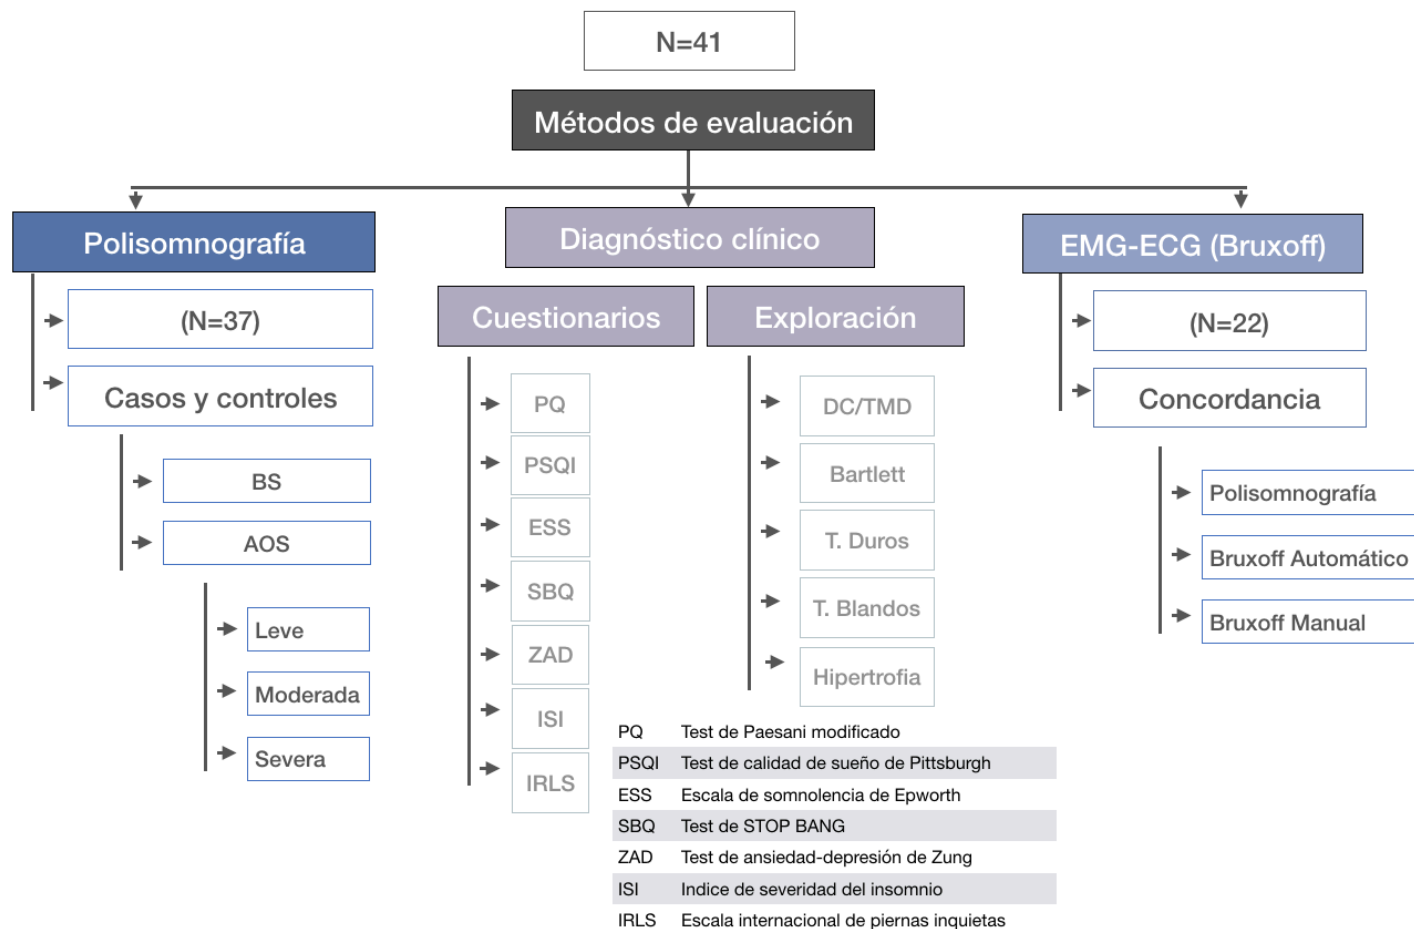 N=41
Métodos de evaluación
Polisomnografía
(N=37)
Casos y controles
BS
AOS
Leve
Moderada
Severa
Diagnóstico clínico
Cuestionarios
PQ
PSQI
ESS
SBQ
ZAD
ISI
IRLS
Exploración
DC/TMD
Bartlett
T. Duros
T. Blandos
Hipertrofia
EMG-ECG (Bruxoff)
(N=22)
Concordancia
Polisomnografía
Bruxoff Automático
Bruxoff Manual
PQ Test de Paesani modificado
PSQI Test de calidad de sueño de Pittsburgh
ESS Escala de somnolencia de Epworth
SBQ Test de STOP BANG
ZAD Test de ansiedad-depresión de Zung
ISI Indice de severidad del insomnio
IRLS Escala internacional de piernas inquietas